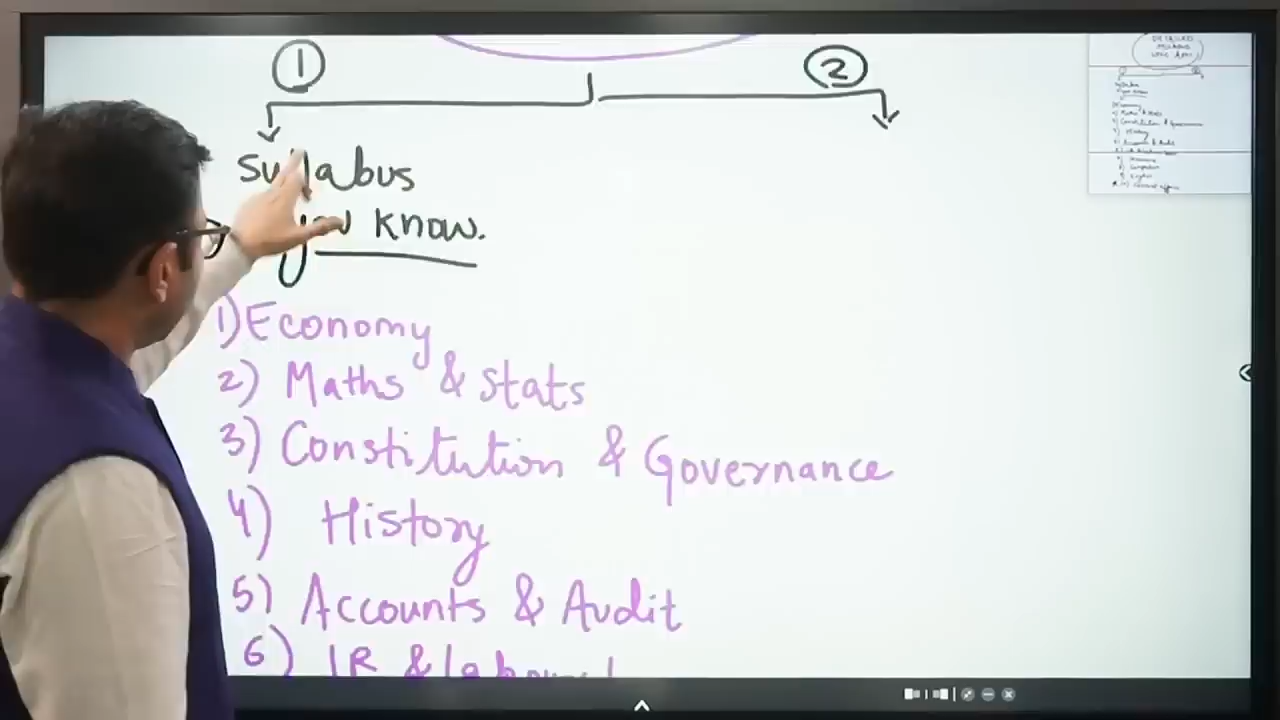 1 2
Syllabus
you know.
1) Economy
2) Maths & Stats
3) Constitution & Governance
4) History
5) Accounts & Audit
6) IR & labour